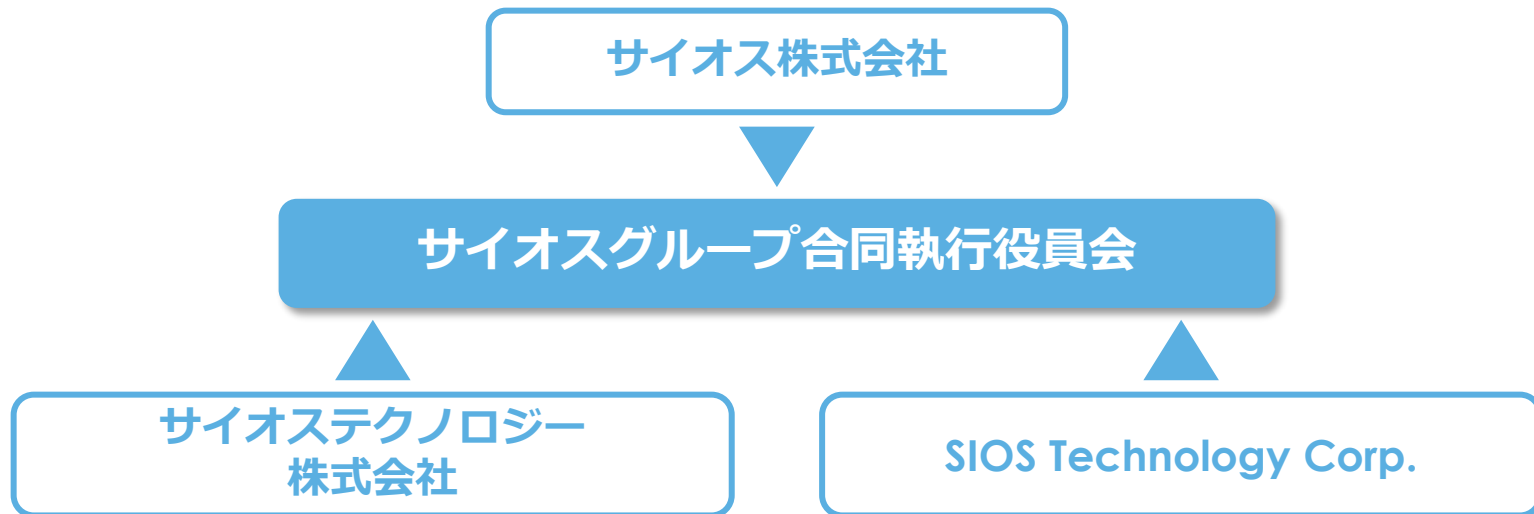 サイオス株式会社
サイオスグループ合同執行役員会
サイオステクノロジー
株式会社
SIOS Technology Corp.